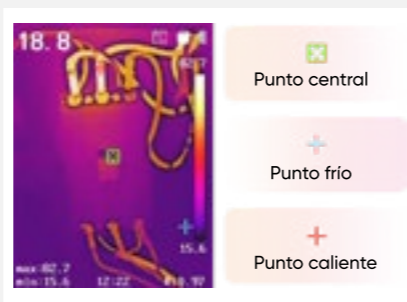 18.8
Punto central
Punto frío
15.6
Punto caliente
max:82.7
min:15.6 12:22